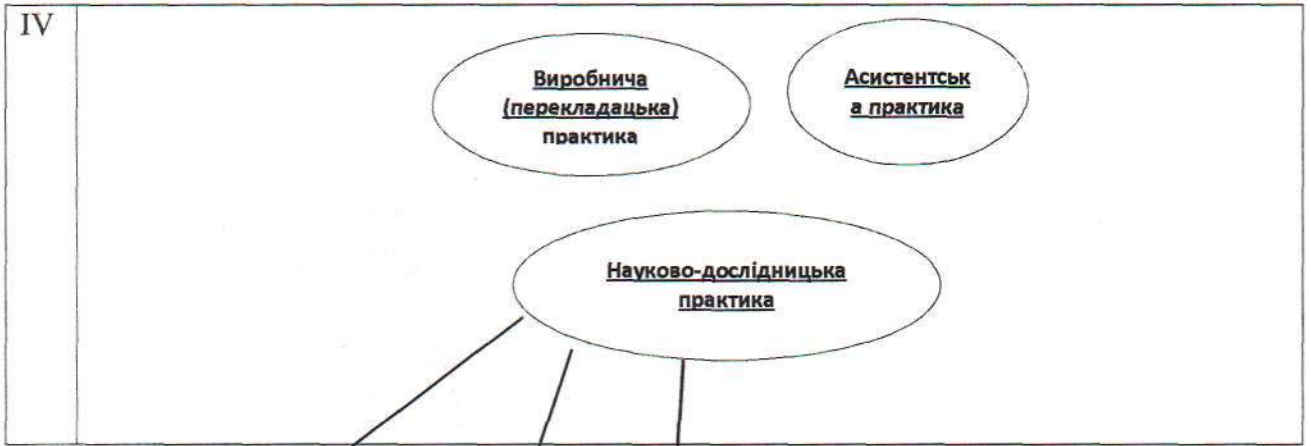 IV
Виробнича
(перекладацька)
практика
Асистентськ
а практика
Науково-дослідницька
практика